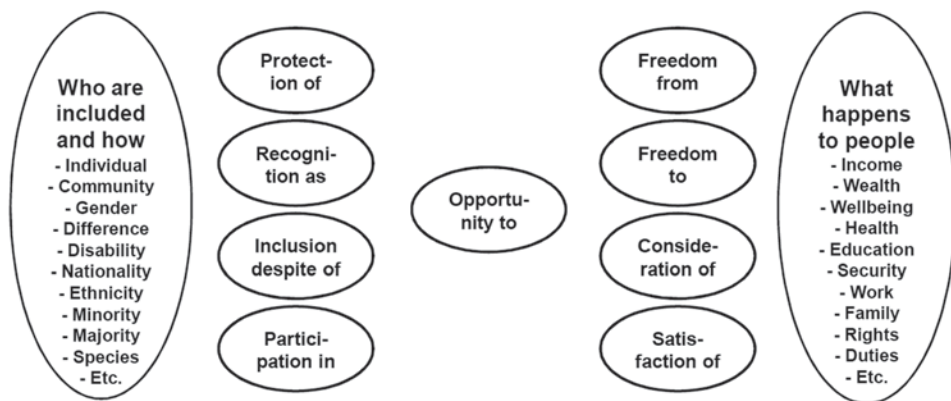 Who are
included
and how
- Individual
- Community
- Gender
- Difference
- Disability
- Nationality
- Ethnicity
- Minority
- Majority
- Species
- Etc.
Protect-
ion of
Recogni-
tion as
Inclusion
despite of
Partici-
pation in
Opportu-
nity to
Freedom
from
Freedom
to
Conside-
ration of
Satis-
faction of
What
happens
to people
- Income
- Wealth
- Wellbeing
- Health
- Education
- Security
- Work
- Family
- Rights
- Duties
- Etc.